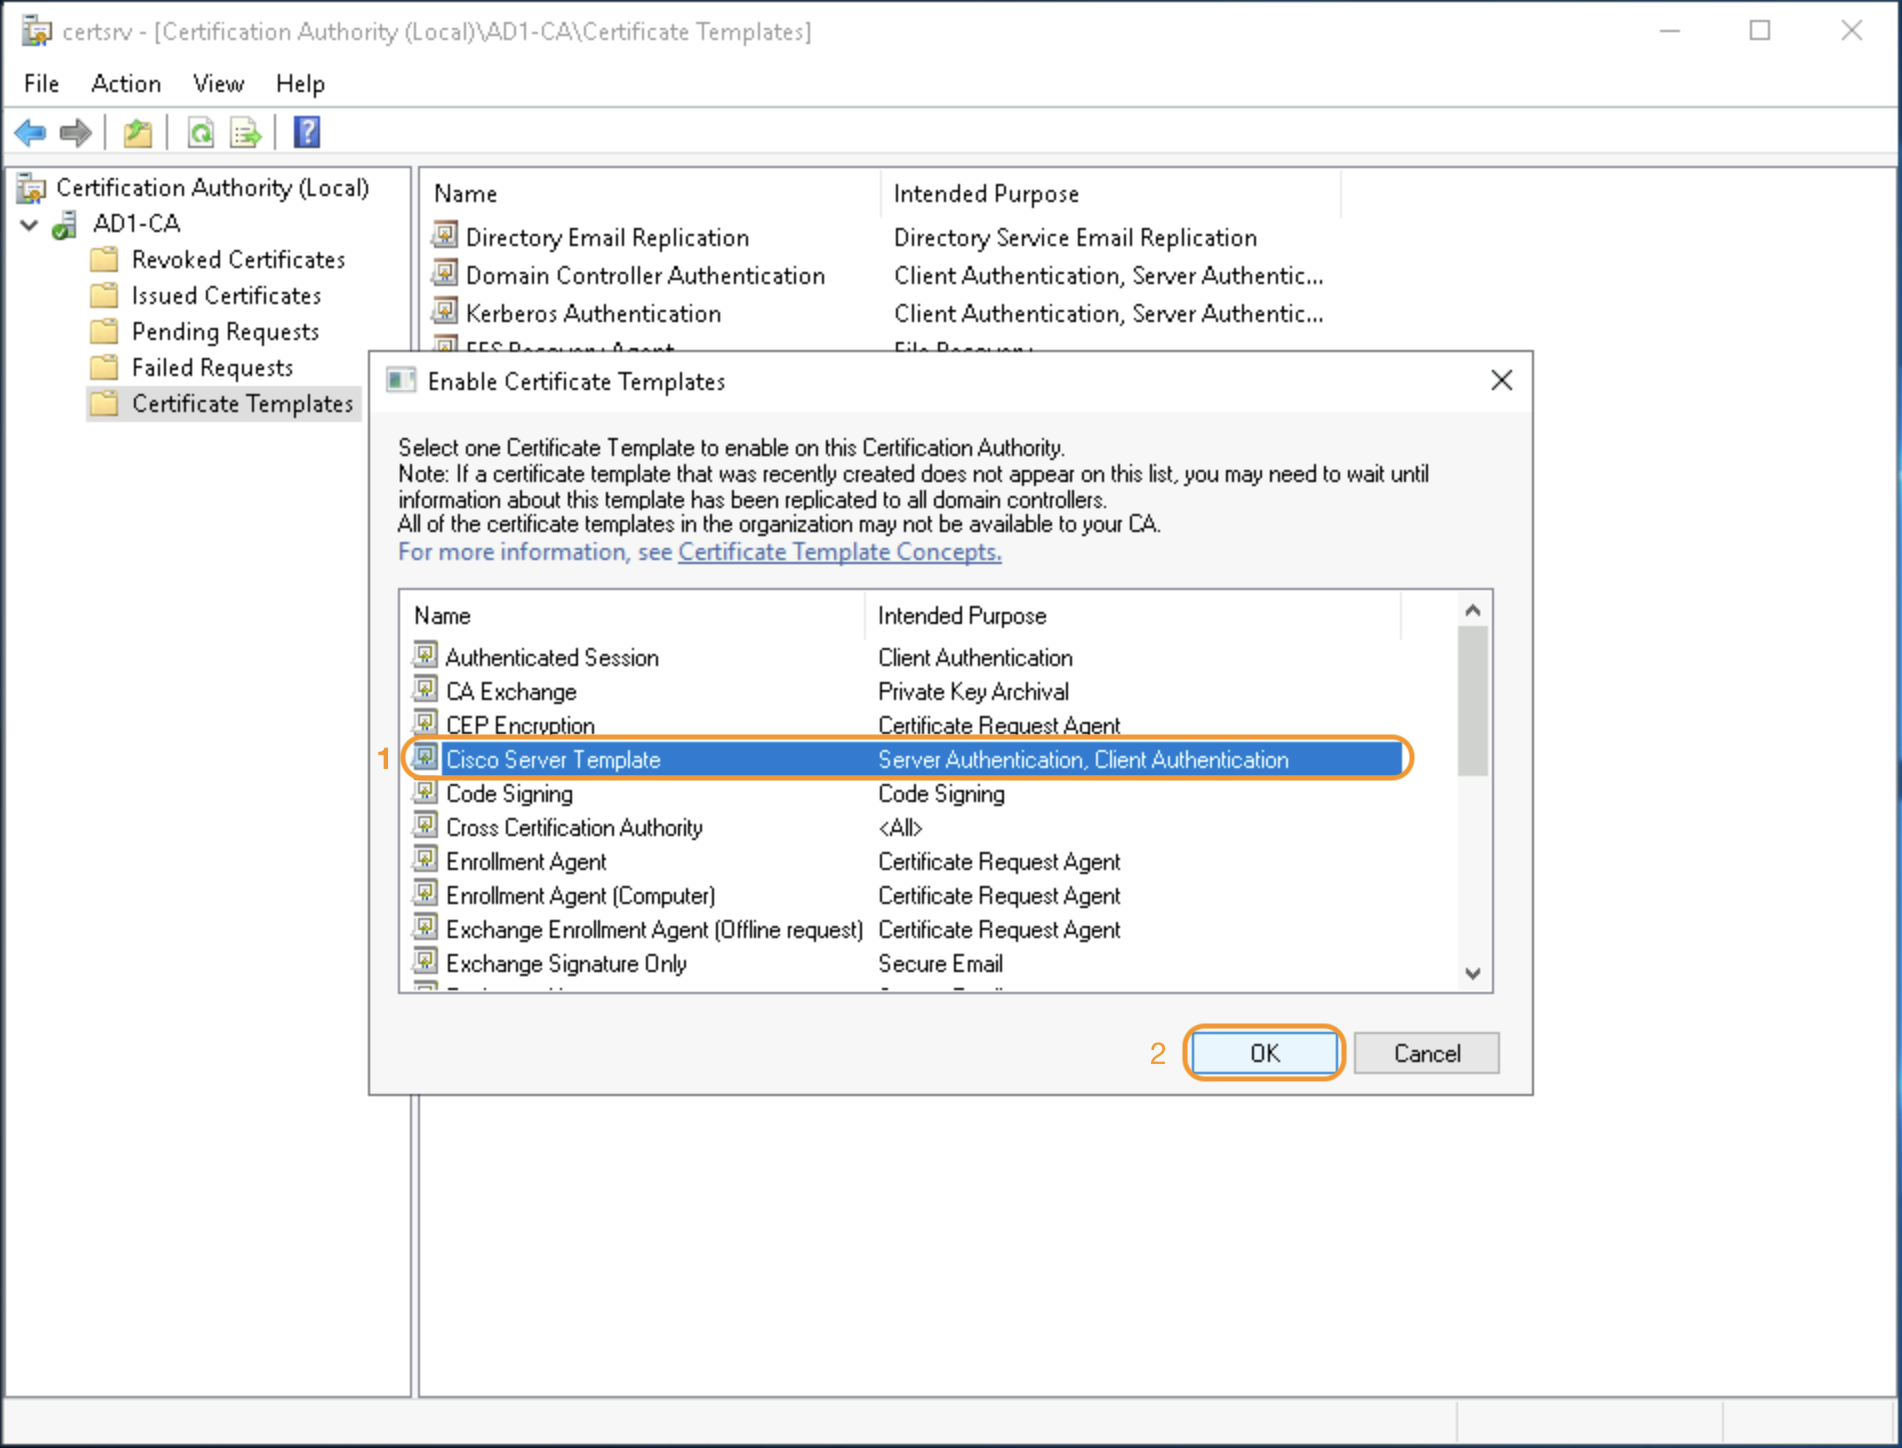 certsrv - [Certification Authority (Local)\AD1-CA\Certificate Templates]
File Action View Help
Certification Authority (Local)
AD1-CA
Revoked Certificates
Issued Certificates
Pending Requests
Failed Requests
Certificate Templates
Name Intended Purpose
Directory Email Replication Directory Service Email Replication
Domain Controller Authentication Client Authentication, Server Authentic...
Kerberos Authentication Client Authentication, Server Authentic...
EFS Recovery Agent File Recovery
Enable Certificate Templates
Select one Certificate Template to enable on this Certification Authority.
Note: If a certificate template that was recently created does not appear on this list, you may need to wait until
information about this template has been replicated to all domain controllers.
All of the certificate templates in the organization may not be available to your CA.
For more information, see Certificate Template Concepts.
Name Intended Purpose
Authenticated Session Client Authentication
CA Exchange Private Key Archival
CEP Encryption Certificate Request Agent
1 Cisco Server Template Server Authentication, Client Authentication
Code Signing Code Signing
Cross Certification Authority <All>
Enrollment Agent Certificate Request Agent
Enrollment Agent (Computer) Certificate Request Agent
Exchange Enrollment Agent (Offline request) Certificate Request Agent
Exchange Signature Only Secure Email
2 OK Cancel